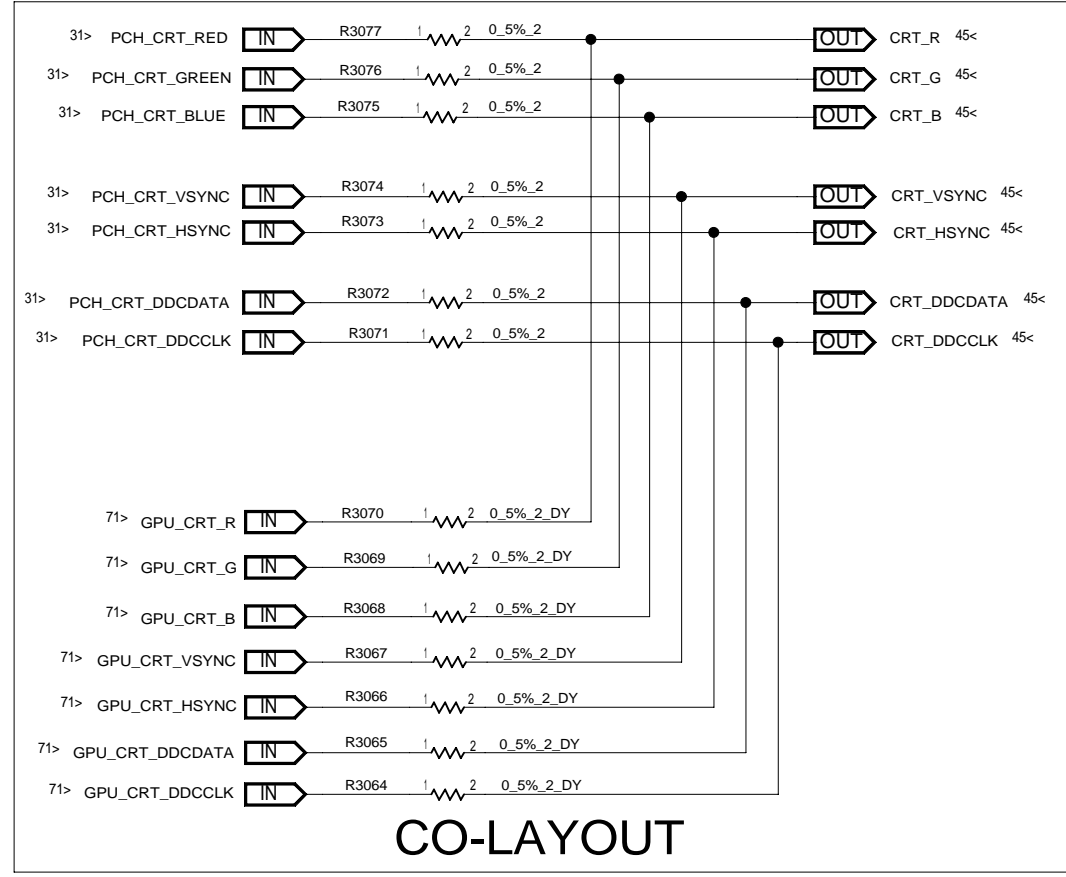 31> PCH_CRT_RED IN R3077 1 2 0_5%_2 OUT CRT_R 45<
31> PCH_CRT_GREEN IN R3076 1 2 0_5%_2 OUT CRT_G 45<
31> PCH_CRT_BLUE IN R3075 1 2 0_5%_2 OUT CRT_B 45<
31> PCH_CRT_VSYNC IN R3074 1 2 0_5%_2 OUT CRT_VSYNC 45<
31> PCH_CRT_HSYNC IN R3073 1 2 0_5%_2 OUT CRT_HSYNC 45<
31> PCH_CRT_DDCDATA IN R3072 1 2 0_5%_2 OUT CRT_DDCDATA 45<
31> PCH_CRT_DDCCLK IN R3071 1 2 0_5%_2 OUT CRT_DDCCLK 45<
71> GPU_CRT_R IN R3070 1 2 0_5%_2_DY
71> GPU_CRT_G IN R3069 1 2 0_5%_2_DY
71> GPU_CRT_B IN R3068 1 2 0_5%_2_DY
71> GPU_CRT_VSYNC IN R3067 1 2 0_5%_2_DY
71> GPU_CRT_HSYNC IN R3066 1 2 0_5%_2_DY
71> GPU_CRT_DDCDATA IN R3065 1 2 0_5%_2_DY
71> GPU_CRT_DDCCLK IN R3064 1 2 0_5%_2_DY
CO-LAYOUT